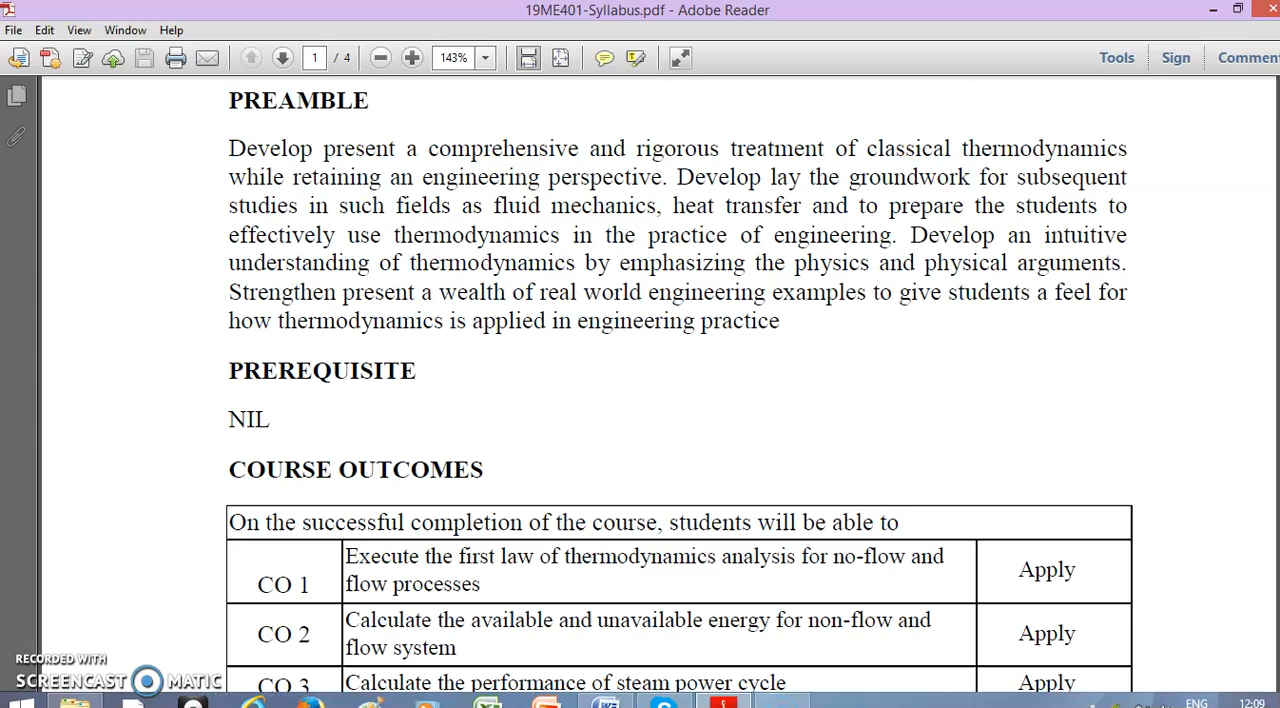 19ME401-Syllabus.pdf - Adobe Reader
File Edit View Window Help
1 / 4 143% Tools Sign Comment
PREAMBLE
Develop present a comprehensive and rigorous treatment of classical thermodynamics
while retaining an engineering perspective. Develop lay the groundwork for subsequent
studies in such fields as fluid mechanics, heat transfer and to prepare the students to
effectively use thermodynamics in the practice of engineering. Develop an intuitive
understanding of thermodynamics by emphasizing the physics and physical arguments.
Strengthen present a wealth of real world engineering examples to give students a feel for
how thermodynamics is applied in engineering practice
PREREQUISITE
NIL
COURSE OUTCOMES
On the successful completion of the course, students will be able to
CO 1 Execute the first law of thermodynamics analysis for no-flow and
flow processes Apply
CO 2 Calculate the available and unavailable energy for non-flow and
flow system Apply
CO 3 Calculate the performance of steam power cycle Apply
RECORDED WITH
SCREENCAST MATIC
ENG 12:09